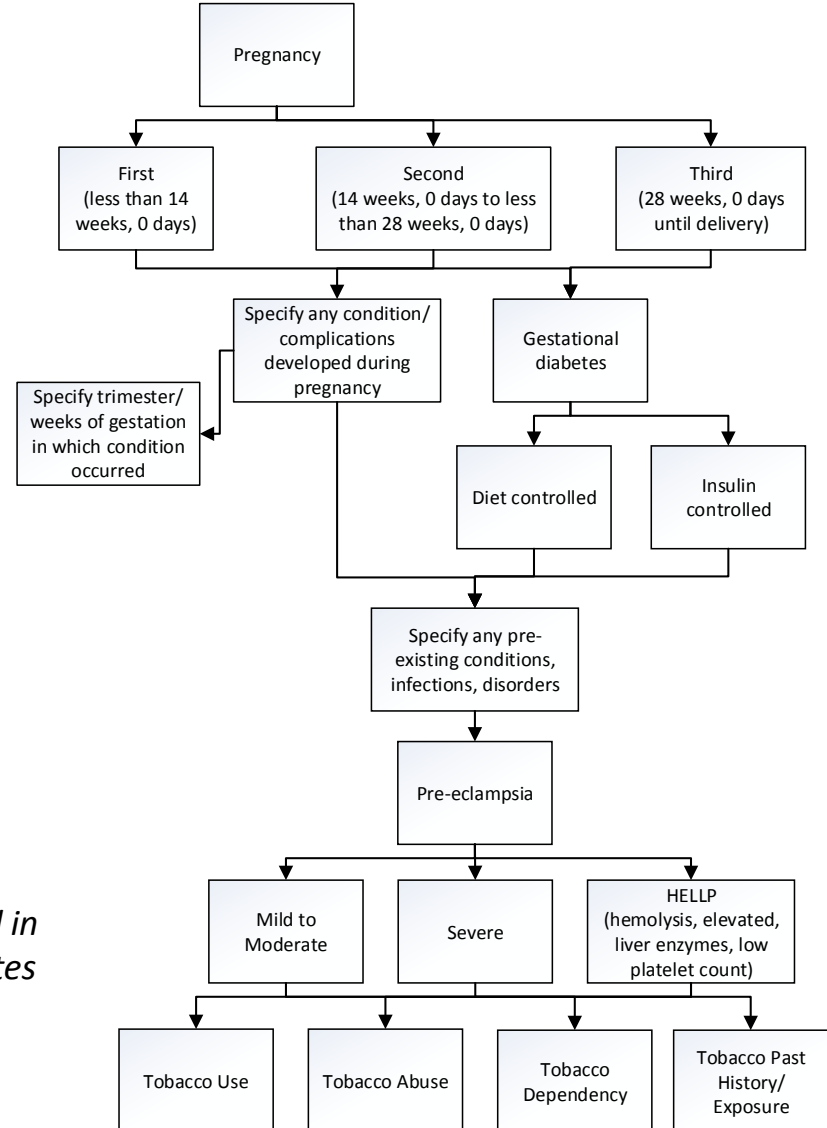 Pregnancy
First
(less than 14
weeks, 0 days)
Second
(14 weeks, 0 days to less
than 28 weeks, 0 days)
Third
(28 weeks, 0 days
until delivery)
Specify any condition/
complications
developed during
pregnancy
Gestational
diabetes
Specify trimester/
weeks of gestation
in which condition
occurred
Diet controlled
Insulin
controlled
Specify any pre-
existing conditions,
infections, disorders
Pre-eclampsia
Mild to
Moderate
Severe
HELLP
(hemolysis, elevated,
liver enzymes, low
platelet count)
in
Tobacco Use
Tobacco Abuse
Tobacco
Dependency
Tobacco Past
History/
Exposure